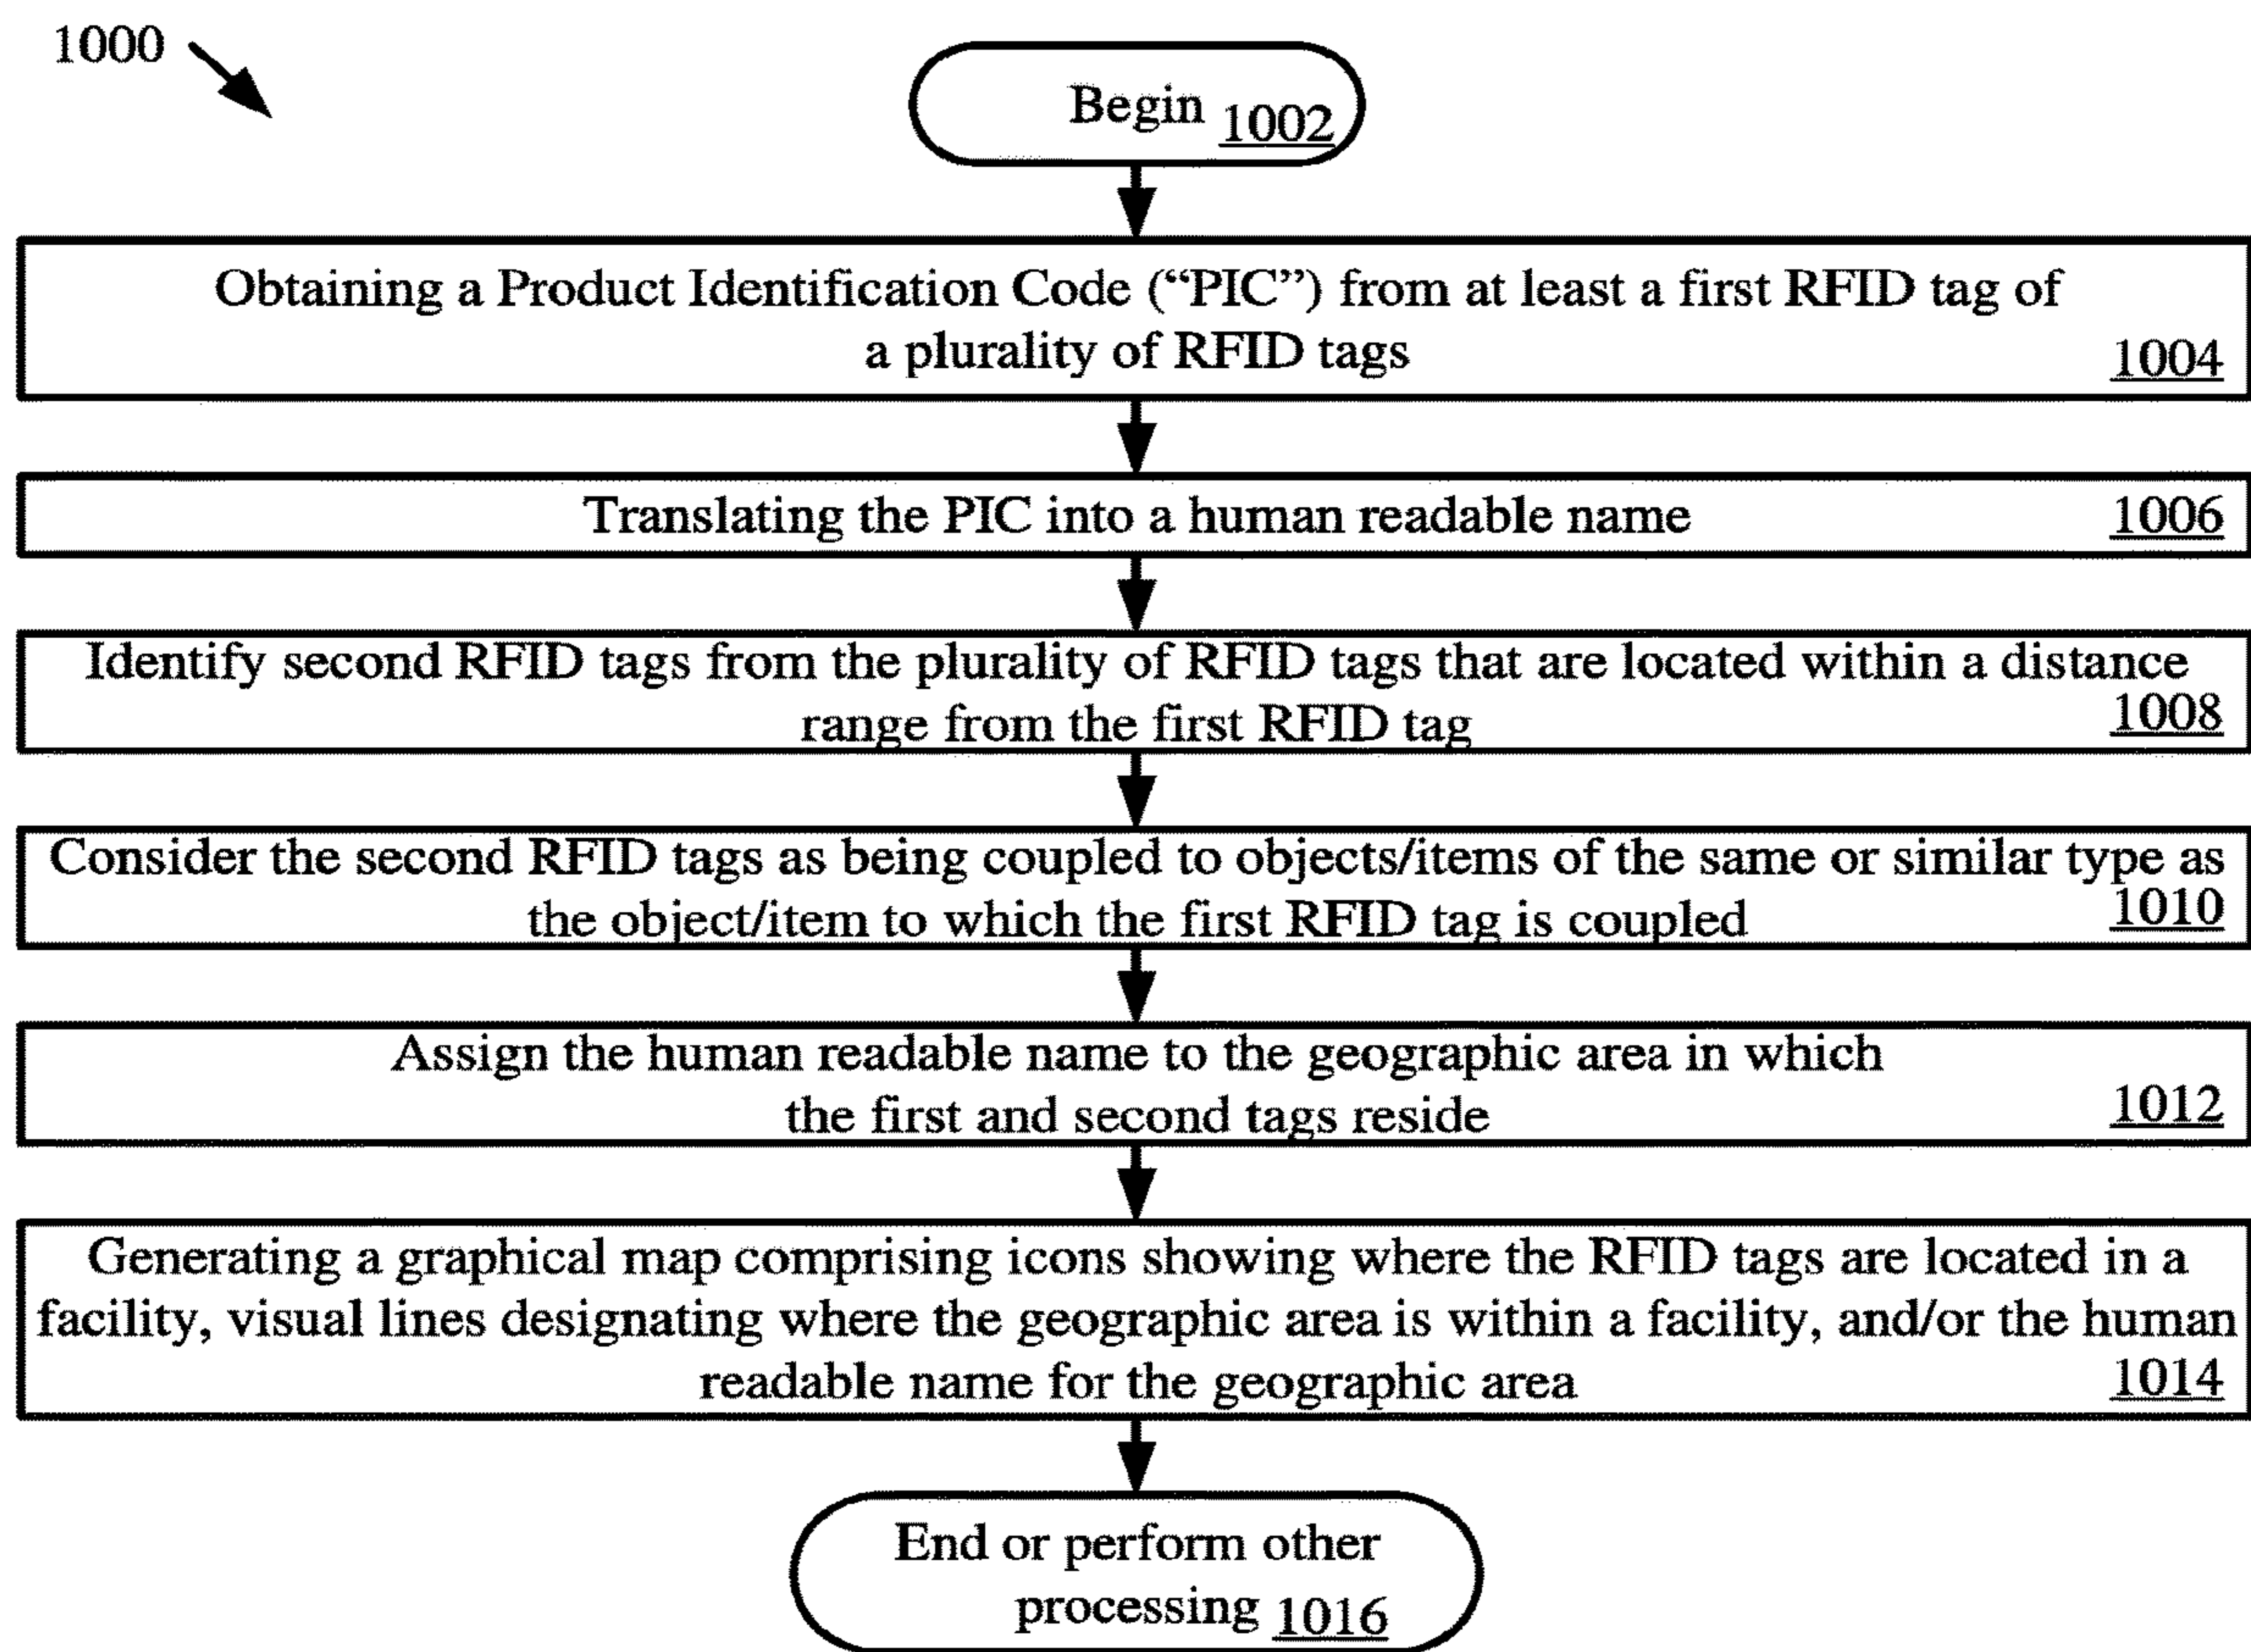 1000
Begin 1002
Obtaining a Product Identification Code (“PIC”) from at least a first RFID tag of
a plurality of RFID tags 1004
Translating the PIC into a human readable name 1006
Identify second RFID tags from the plurality of RFID tags that are located within a distance
range from the first RFID tag 1008
Consider the second RFID tags as being coupled to objects/items of the same or similar type as
the object/item to which the first RFID tag is coupled 1010
Assign the human readable name to the geographic area in which
the first and second tags reside 1012
Generating a graphical map comprising icons showing where the RFID tags are located in a
facility, visual lines designating where the geographic area is within a facility, and/or the human
readable name for the geographic area 1014
End or perform other
processing 1016